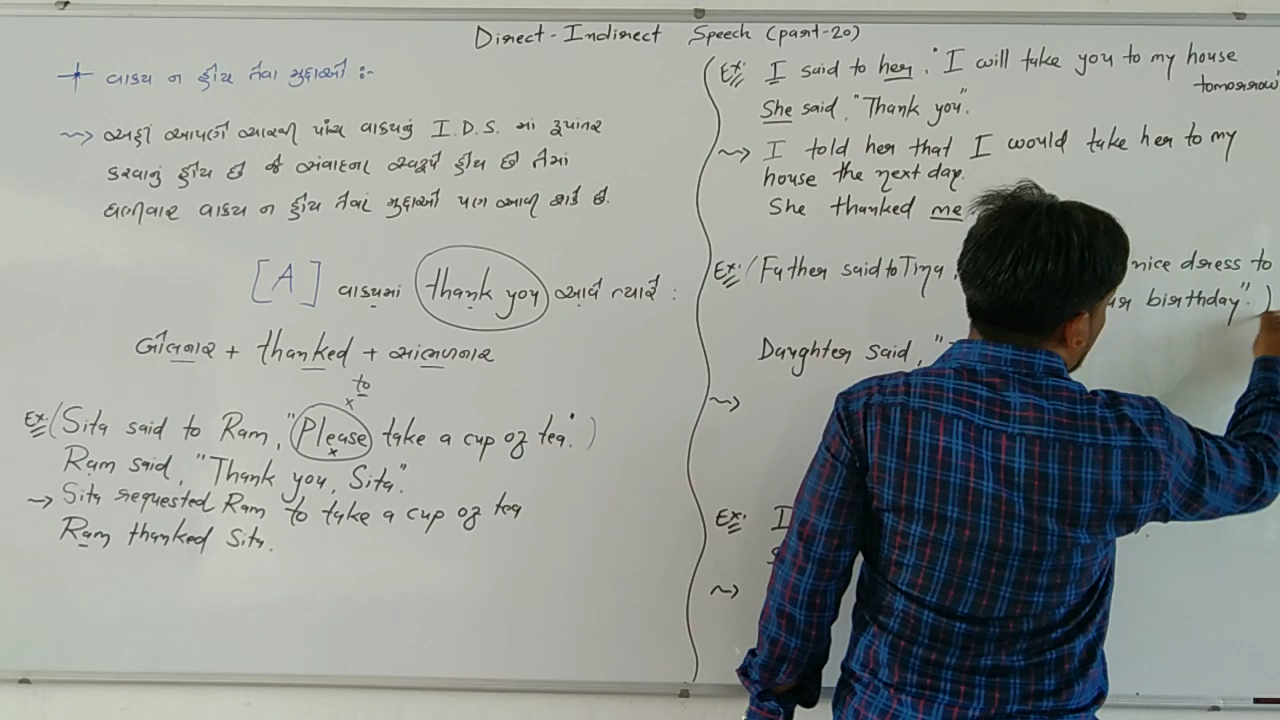 Direct-Indirect Speech (part-20)
વાક્ય ન હોય તેવા મુદ્દાઓ :-
અહીં આપણે આવેલ પાંચ વાક્યનું I.D.S. માં રૂપાંતર
કરવાનું હોય છે જે સંવાદના સ્વરૂપે હોય છે તેમાં
ઘણીવાર વાક્ય ન હોય તેવાં મુદ્દાઓ પણ આવી શકે છે.
[A] વાક્યમાં thank you આવે ત્યારે :
બોલનાર + thanked + સાંભળનાર
to
x
Ex: (Sita said to Ram, "Please take a cup of tea.")
x
Ram said, "Thank you, Sita".
→ Sita requested Ram to take a cup of tea
Ram thanked Sita.
Ex: I said to her. "I will take you to my house
tomorrow"
She said, "Thank you".
I told her that I would take her to my
house the next day.
She thanked me
Ex: (Father said to Tina nice dress to
birthday".)
Daughter said, "
Ex: I